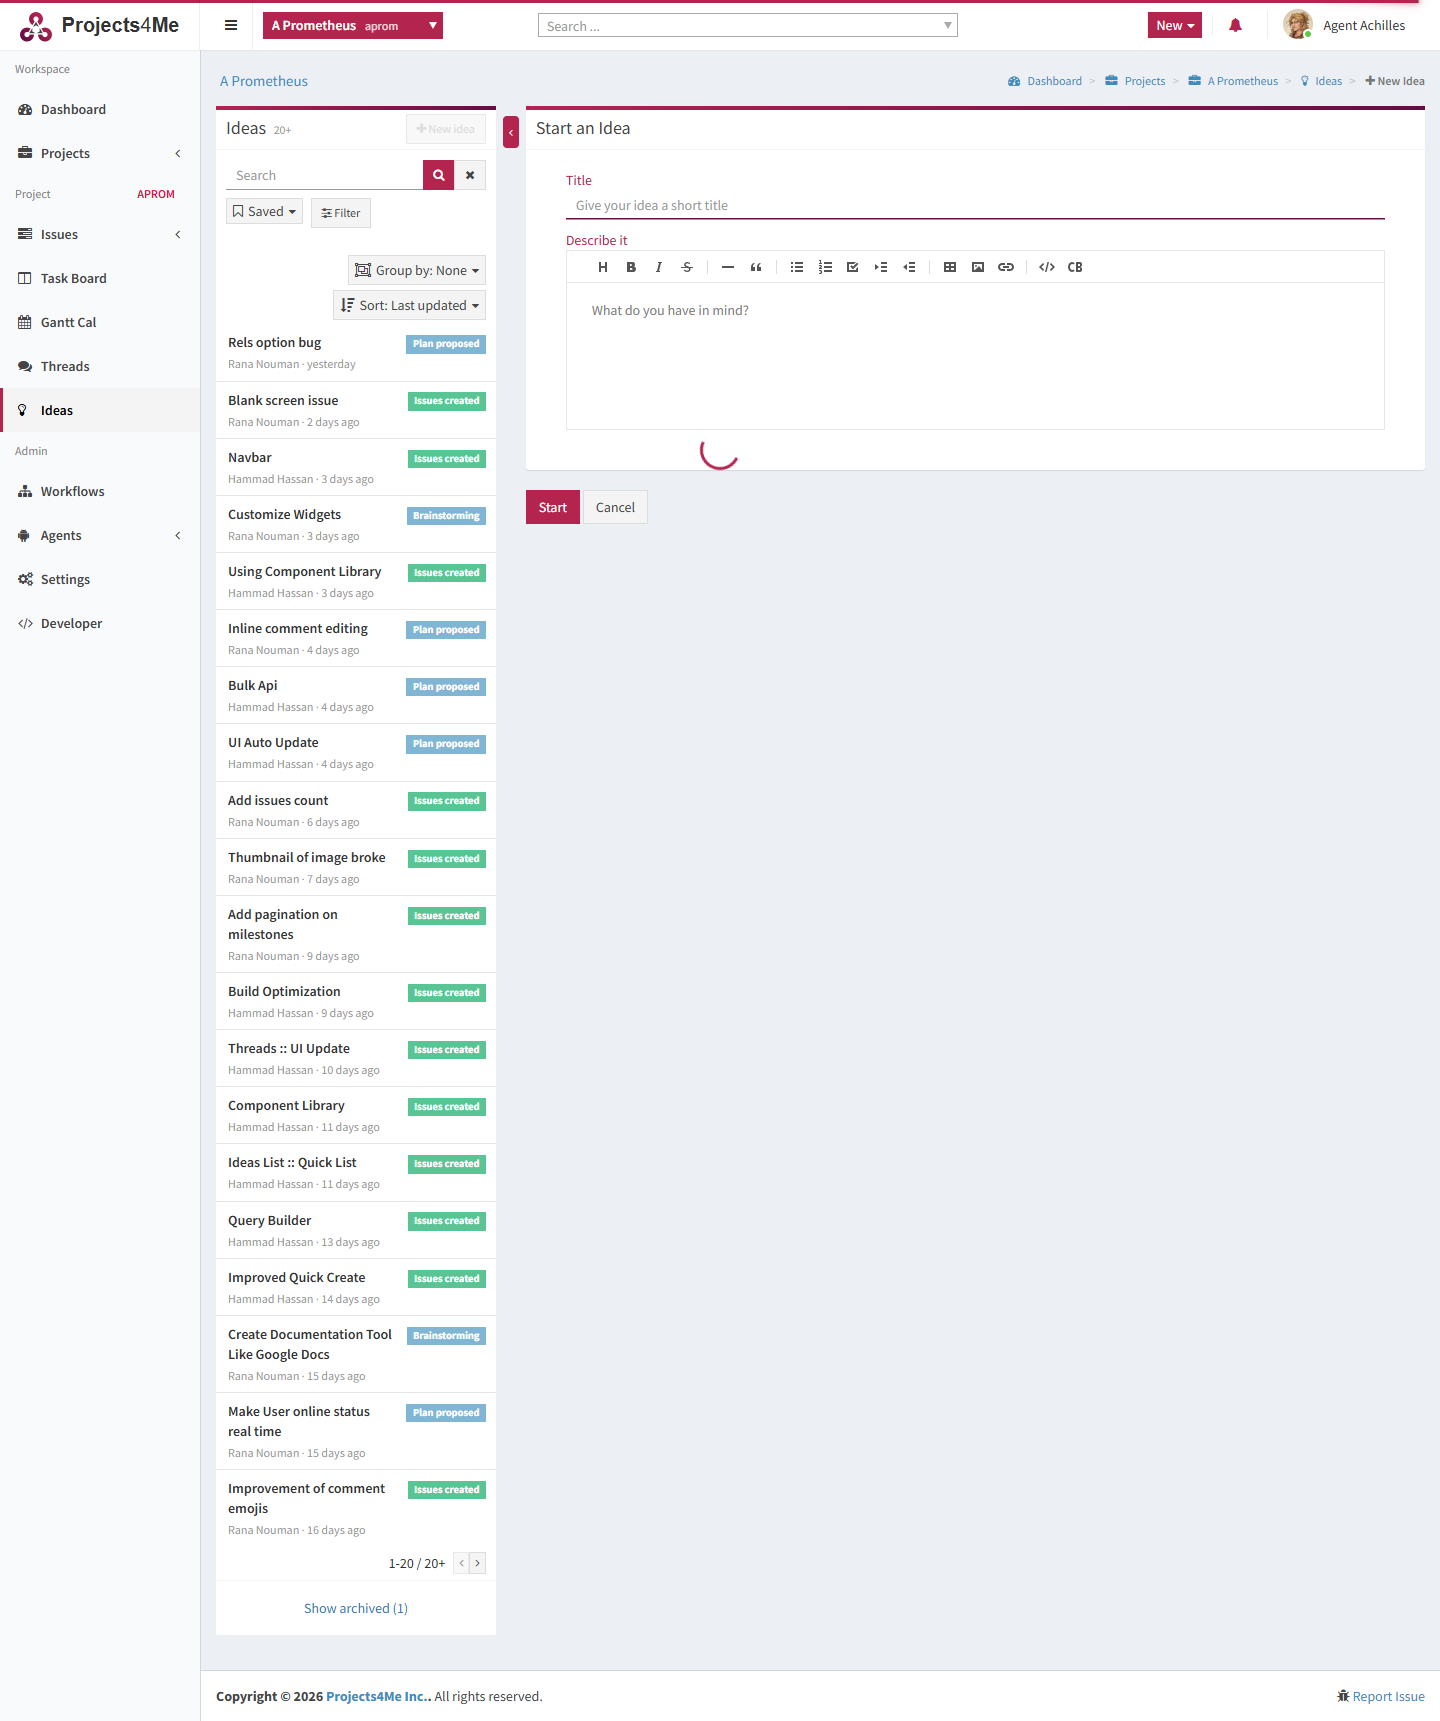 Projects4Me
A Prometheus aprom
Search ...
New
Agent Achilles
Workspace
Dashboard
Projects
Project APROM
Issues
Task Board
Gantt Cal
Threads
Ideas
Admin
Workflows
Agents
Settings
Developer
A Prometheus
Dashboard > Projects > A Prometheus > Ideas > New Idea
Ideas 20+
New idea
Search
Saved
Filter
Group by: None
Sort: Last updated
Rels option bug Plan proposed
Rana Nouman · yesterday
Blank screen issue Issues created
Rana Nouman · 2 days ago
Navbar Issues created
Hammad Hassan · 3 days ago
Customize Widgets Brainstorming
Rana Nouman · 3 days ago
Using Component Library Issues created
Hammad Hassan · 3 days ago
Inline comment editing Plan proposed
Rana Nouman · 4 days ago
Bulk Api Plan proposed
Hammad Hassan · 4 days ago
UI Auto Update Plan proposed
Hammad Hassan · 4 days ago
Add issues count Issues created
Rana Nouman · 6 days ago
Thumbnail of image broke Issues created
Rana Nouman · 7 days ago
Add pagination on Issues created
milestones
Rana Nouman · 9 days ago
Build Optimization Issues created
Hammad Hassan · 9 days ago
Threads :: UI Update Issues created
Hammad Hassan · 10 days ago
Component Library Issues created
Hammad Hassan · 11 days ago
Ideas List :: Quick List Issues created
Hammad Hassan · 11 days ago
Query Builder Issues created
Hammad Hassan · 13 days ago
Improved Quick Create Issues created
Hammad Hassan · 14 days ago
Create Documentation Tool Brainstorming
Like Google Docs
Rana Nouman · 15 days ago
Make User online status Plan proposed
real time
Rana Nouman · 15 days ago
Improvement of comment Issues created
emojis
Rana Nouman · 16 days ago
1-20 / 20+
Show archived (1)
Start an Idea
Title
Give your idea a short title
Describe it
H B I S CB
What do you have in mind?
Start
Cancel
Copyright © 2026 Projects4Me Inc.. All rights reserved.
Report Issue